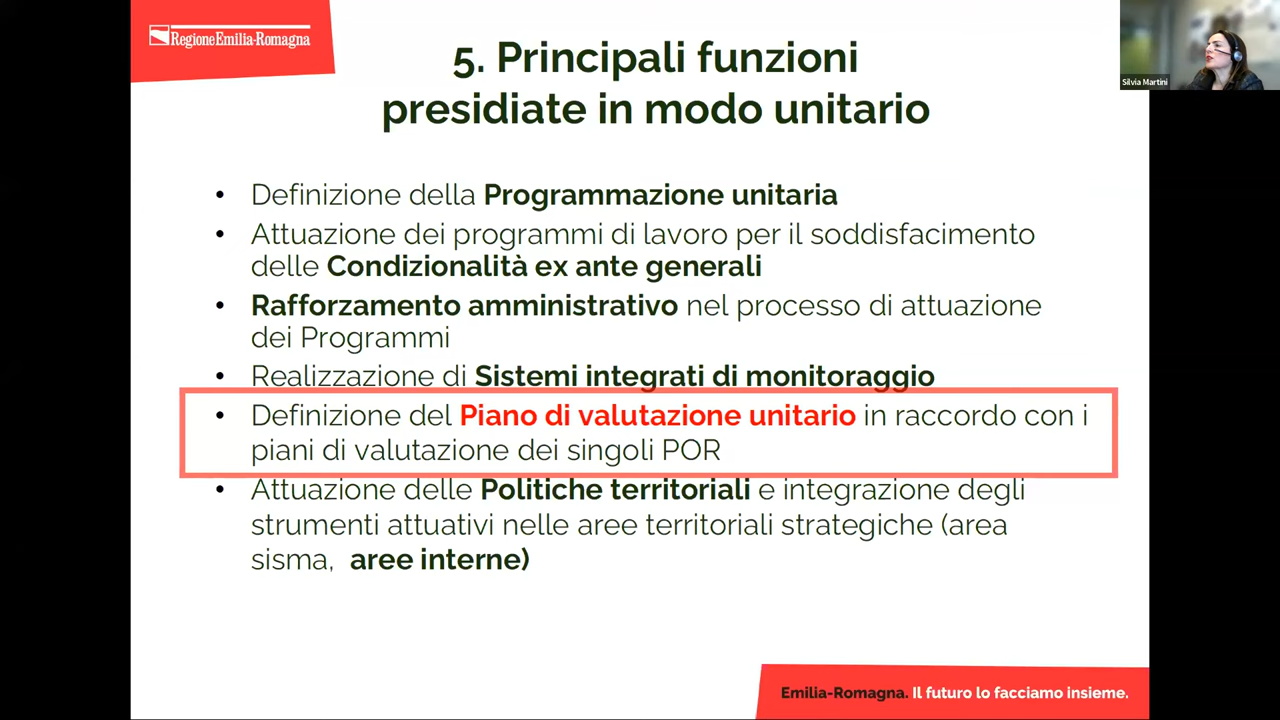 RegioneEmilia-Romagna
5. Principali funzioni
presidiate in modo unitario
Silvia Martini
• Definizione della Programmazione unitaria
• Attuazione dei programmi di lavoro per il soddisfacimento
delle Condizionalità ex ante generali
• Rafforzamento amministrativo nel processo di attuazione
dei Programmi
• Realizzazione di Sistemi integrati di monitoraggio
• Definizione del Piano di valutazione unitario in raccordo con i
piani di valutazione dei singoli POR
• Attuazione delle Politiche territoriali e integrazione degli
strumenti attuativi nelle aree territoriali strategiche (area
sisma, aree interne)
Emilia-Romagna. Il futuro lo facciamo insieme.